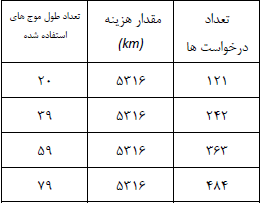 تعداد درخواست ها | مقدار هزینه (km) | تعداد طول موج های استفاده شده
۱۲۱ | ۵۳۱۶ | ۲۰
۲۴۲ | ۵۳۱۶ | ۳۹
۳۶۳ | ۵۳۱۶ | ۵۹
۴۸۴ | ۵۳۱۶ | ۷۹